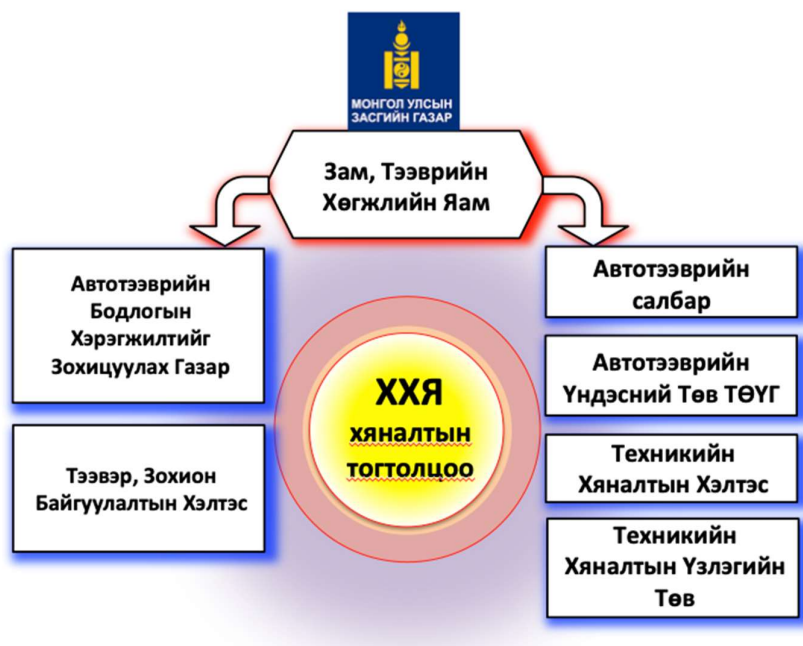 МОНГОЛ УЛСЫН
ЗАСГИЙН ГАЗАР
Зам, Тээврийн
Хөгжлийн Яам
Автотээврийн
Бодлогын
Хэрэгжилтийг
Зохицуулах Газар
Тээвэр, Зохион
Байгуулалтын Хэлтэс
ХХЯ
хяналтын
тогтолцоо
Автотээврийн
салбар
Автотээврийн
Үндэсний Төв ТӨҮГ
Техникийн
Хяналтын Хэлтэс
Техникийн
Хяналтын Үзлэгийн
Төв